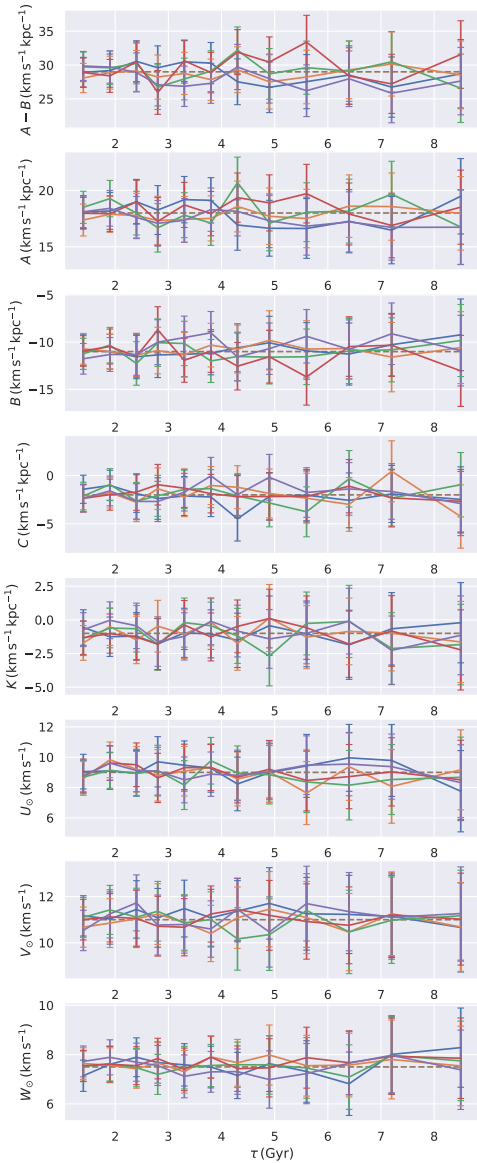 35
30
25
A − B (km s⁻¹ kpc⁻¹)
2 3 4 5 6 7 8
20
15
A (km s⁻¹ kpc⁻¹)
2 3 4 5 6 7 8
−5
−10
−15
B (km s⁻¹ kpc⁻¹)
2 3 4 5 6 7 8
0
−5
C (km s⁻¹ kpc⁻¹)
2 3 4 5 6 7 8
2.5
0.0
−2.5
−5.0
K (km s⁻¹ kpc⁻¹)
2 3 4 5 6 7 8
12
10
8
6
U⊙ (km s⁻¹)
2 3 4 5 6 7 8
12
10
V⊙ (km s⁻¹)
2 3 4 5 6 7 8
10
8
6
W⊙ (km s⁻¹)
2 3 4 5 6 7 8
τ (Gyr)